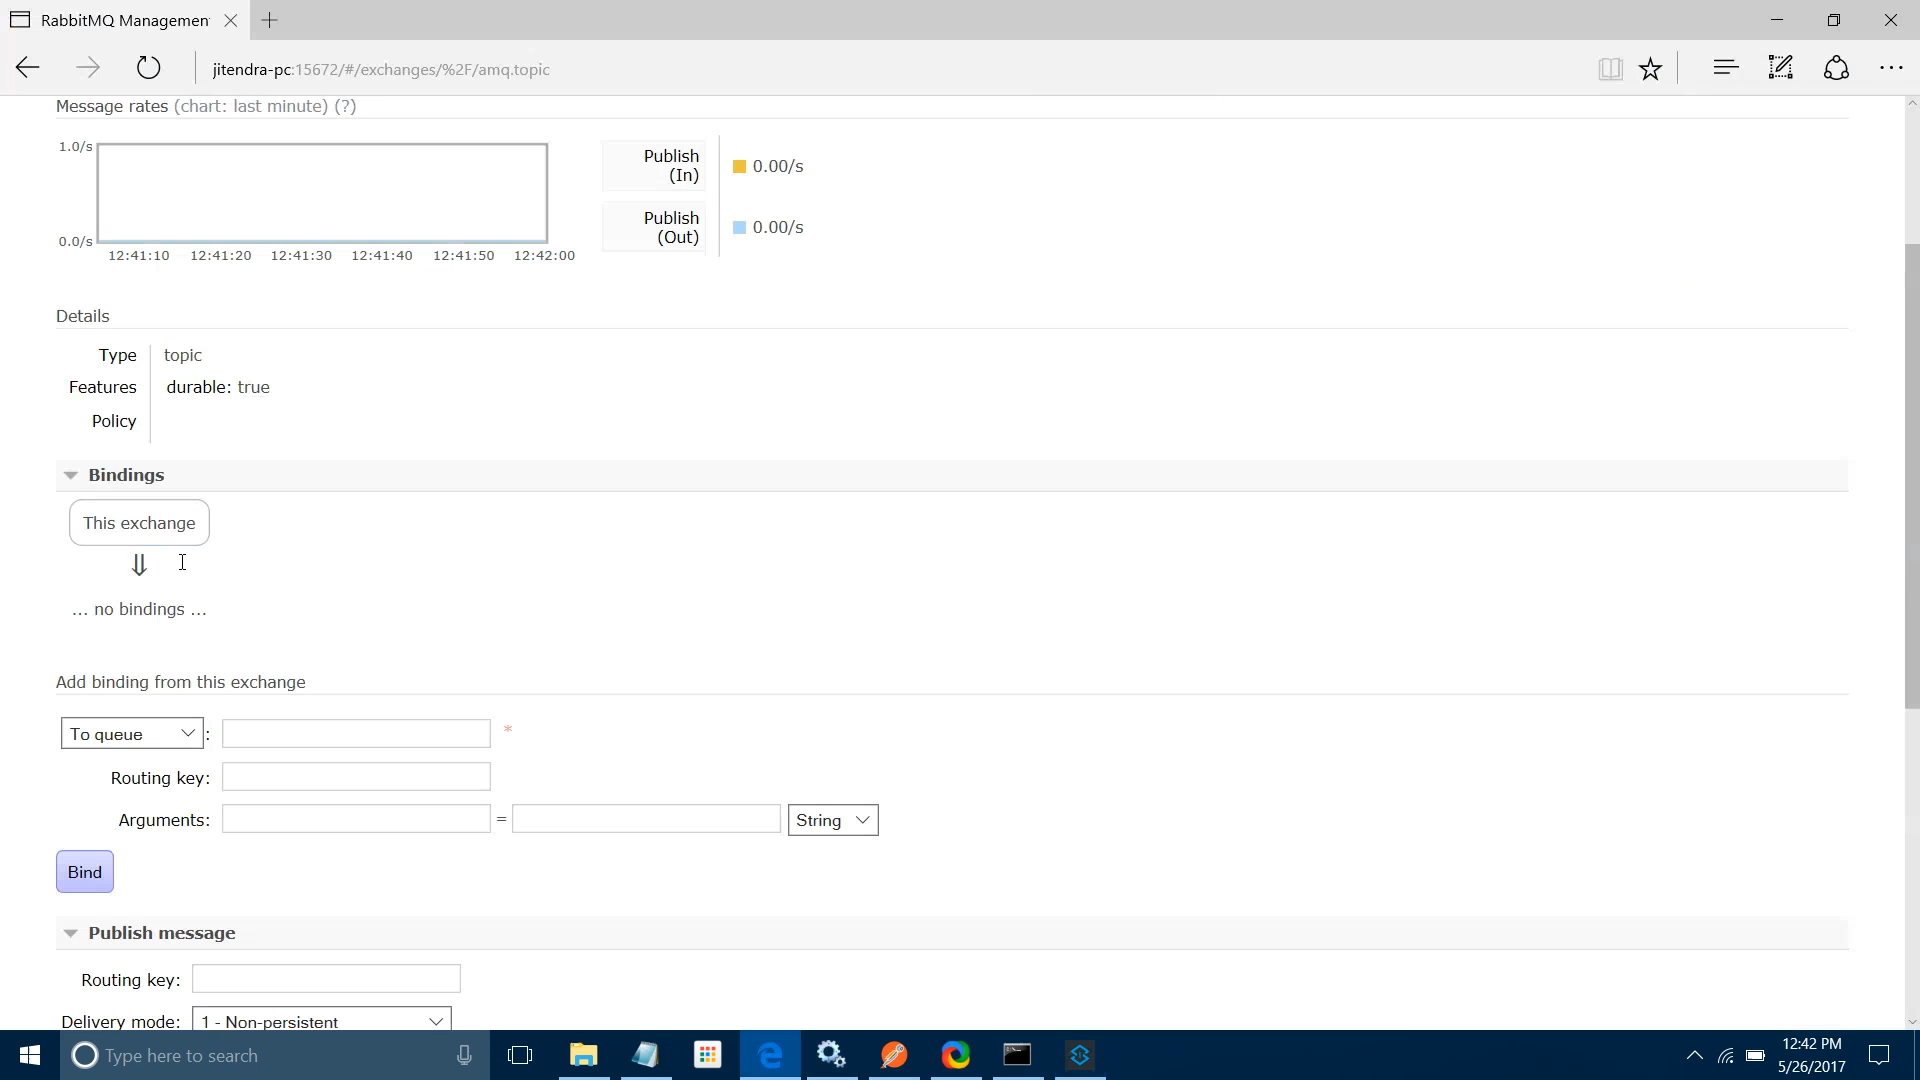 RabbitMQ Managemen
jitendra-pc:15672/#/exchanges/%2F/amq.topic
Message rates (chart: last minute) (?)
1.0/s
0.0/s
12:41:10 12:41:20 12:41:30 12:41:40 12:41:50 12:42:00
Publish
(In)
0.00/s
Publish
(Out)
0.00/s
Details
Type topic
Features durable: true
Policy
Bindings
This exchange
⇓
... no bindings ...
Add binding from this exchange
To queue : *
Routing key:
Arguments: = String
Bind
Publish message
Routing key:
Delivery mode: 1 - Non-persistent
Type here to search
12:42 PM
5/26/2017